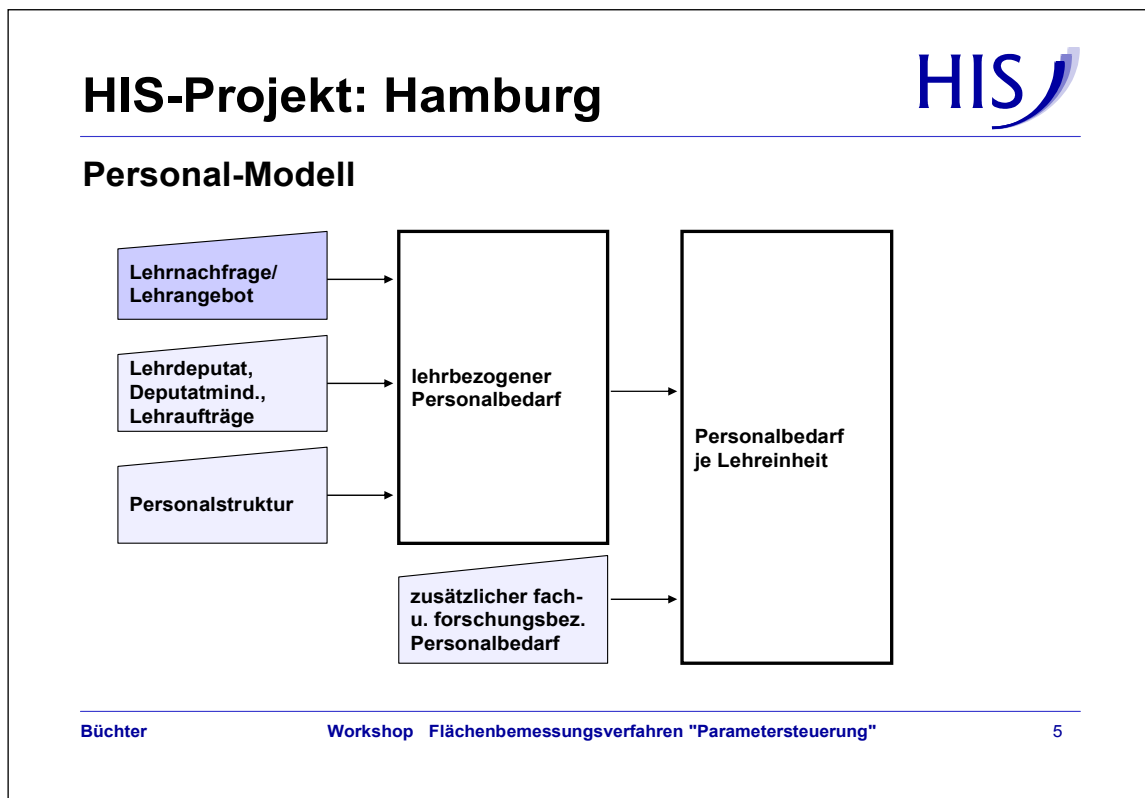 HIS-Projekt: Hamburg
HIS
Personal-Modell
Lehrnachfrage/
Lehrangebot
Lehrdeputat,
Deputatmind.,
Lehraufträge
Personalstruktur
lehrbezogener
Personalbedarf
zusätzlicher fach-
u. forschungsbez.
Personalbedarf
Personalbedarf
je Lehreinheit
Büchter
Workshop Flächenbemessungsverfahren "Parametersteuerung"
5